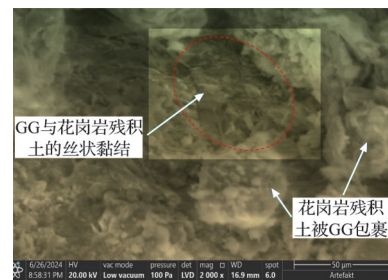 GG与花岗岩残积
土的丝状黏结
花岗岩残积
土被GG包裹
6/26/2024 HV vac mode pressure det mag □ WD spot 50 μm
8:58:31 PM 20.00 kV Low vacuum 100 Pa LVD 2 000 x 16.9 mm 6.0 Artefakt